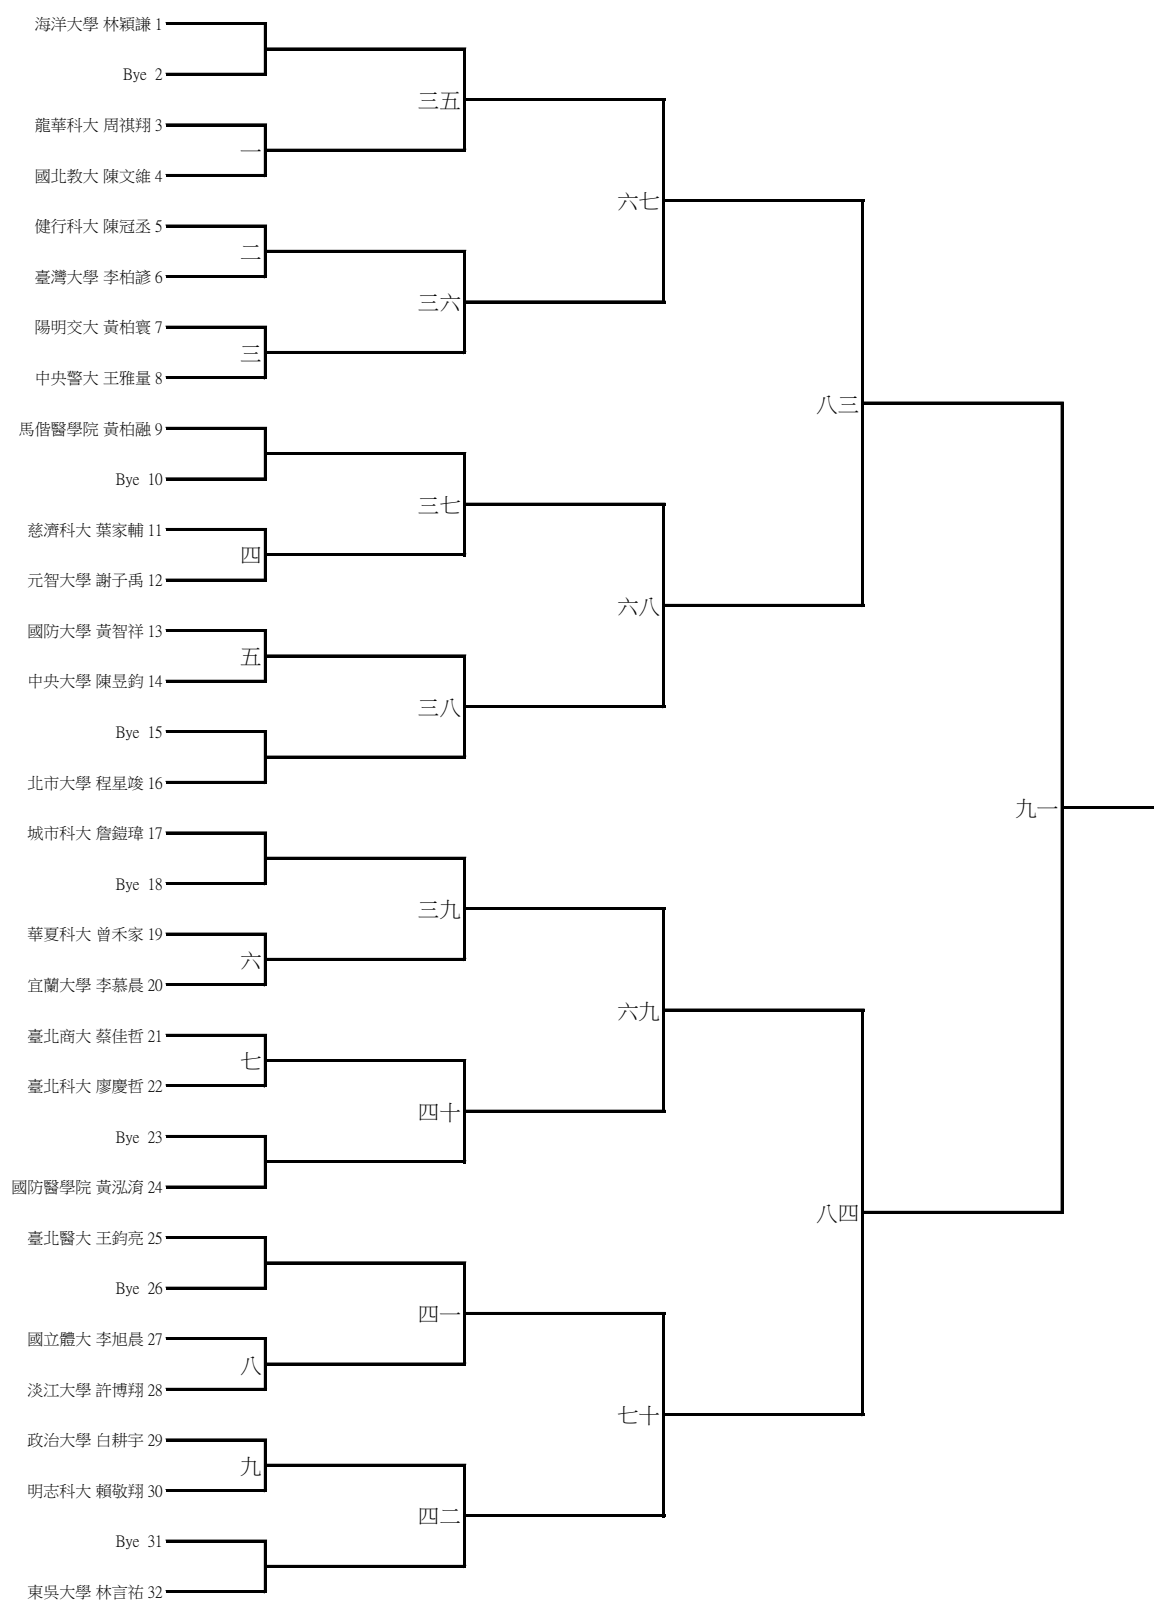 海洋大學 林穎謙 1
Bye 2
三五
龍華科大 周祺翔 3
一
國北教大 陳文維 4
六七
健行科大 陳冠丞 5
二
臺灣大學 李柏諺 6
三六
陽明交大 黃柏寰 7
三
中央警大 王雅量 8
八三
馬偕醫學院 黃柏融 9
Bye 10
三七
慈濟科大 葉家輔 11
四
元智大學 謝子禹 12
六八
國防大學 黃智祥 13
五
中央大學 陳昱鈞 14
三八
Bye 15
北市大學 程星竣 16
九一
城市科大 詹鎧瑋 17
Bye 18
三九
華夏科大 曾禾家 19
六
宜蘭大學 李慕晨 20
六九
臺北商大 蔡佳哲 21
七
臺北科大 廖慶哲 22
四十
Bye 23
國防醫學院 黃泓淯 24
八四
臺北醫大 王鈞亮 25
Bye 26
四一
國立體大 李旭晨 27
八
淡江大學 許博翔 28
七十
政治大學 白耕宇 29
九
明志科大 賴敬翔 30
四二
Bye 31
東吳大學 林言祐 32